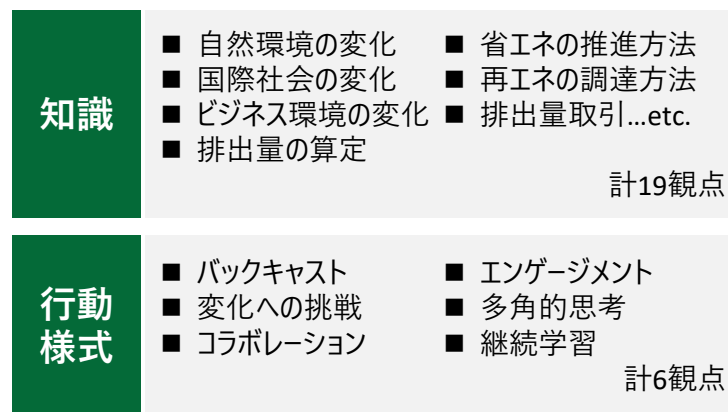 知識
■ 自然環境の変化
■ 国際社会の変化
■ ビジネス環境の変化
■ 排出量の算定
■ 省エネの推進方法
■ 再エネの調達方法
■ 排出量取引...etc.
計19観点
行動
様式
■ バックキャスト
■ 変化への挑戦
■ コラボレーション
■ エンゲージメント
■ 多角的思考
■ 継続学習
計6観点